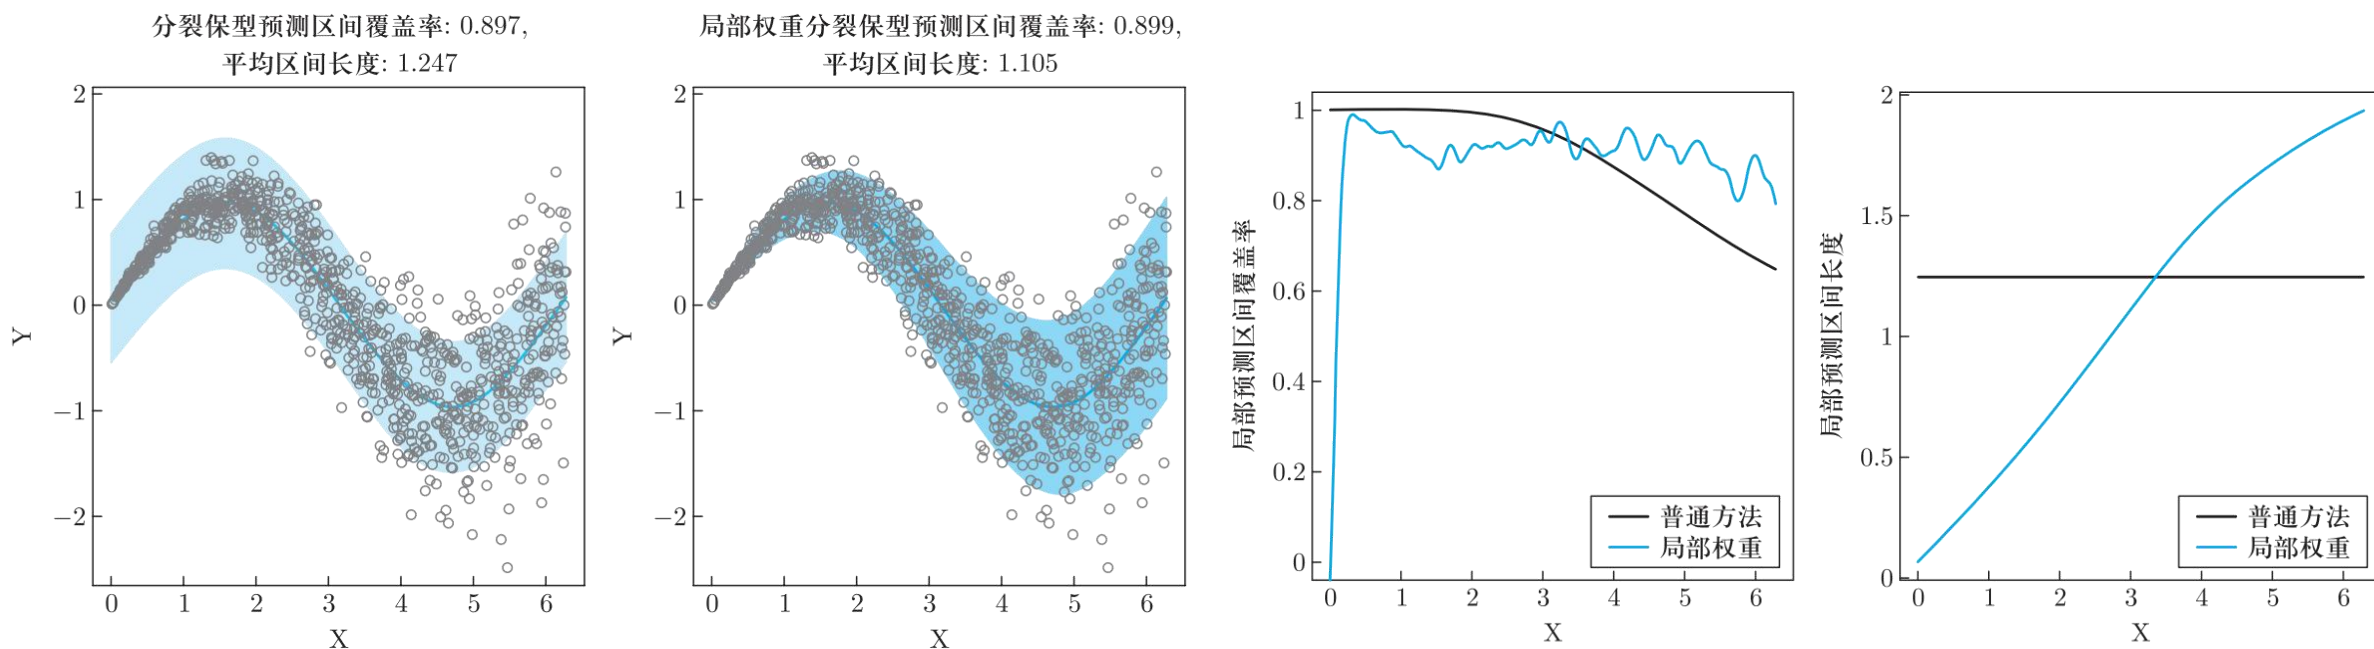 分裂保型预测区间覆盖率: 0.897,
平均区间长度: 1.247
2
1
0
−1
−2
Y
0 1 2 3 4 5 6
X
局部权重分裂保型预测区间覆盖率: 0.899,
平均区间长度: 1.105
2
1
0
−1
−2
Y
0 1 2 3 4 5 6
X
1
0.8
0.6
0.4
0.2
0
局部预测区间覆盖率
普通方法
局部权重
0 1 2 3 4 5 6
X
2
1.5
1
0.5
0
局部预测区间长度
普通方法
局部权重
0 1 2 3 4 5 6
X